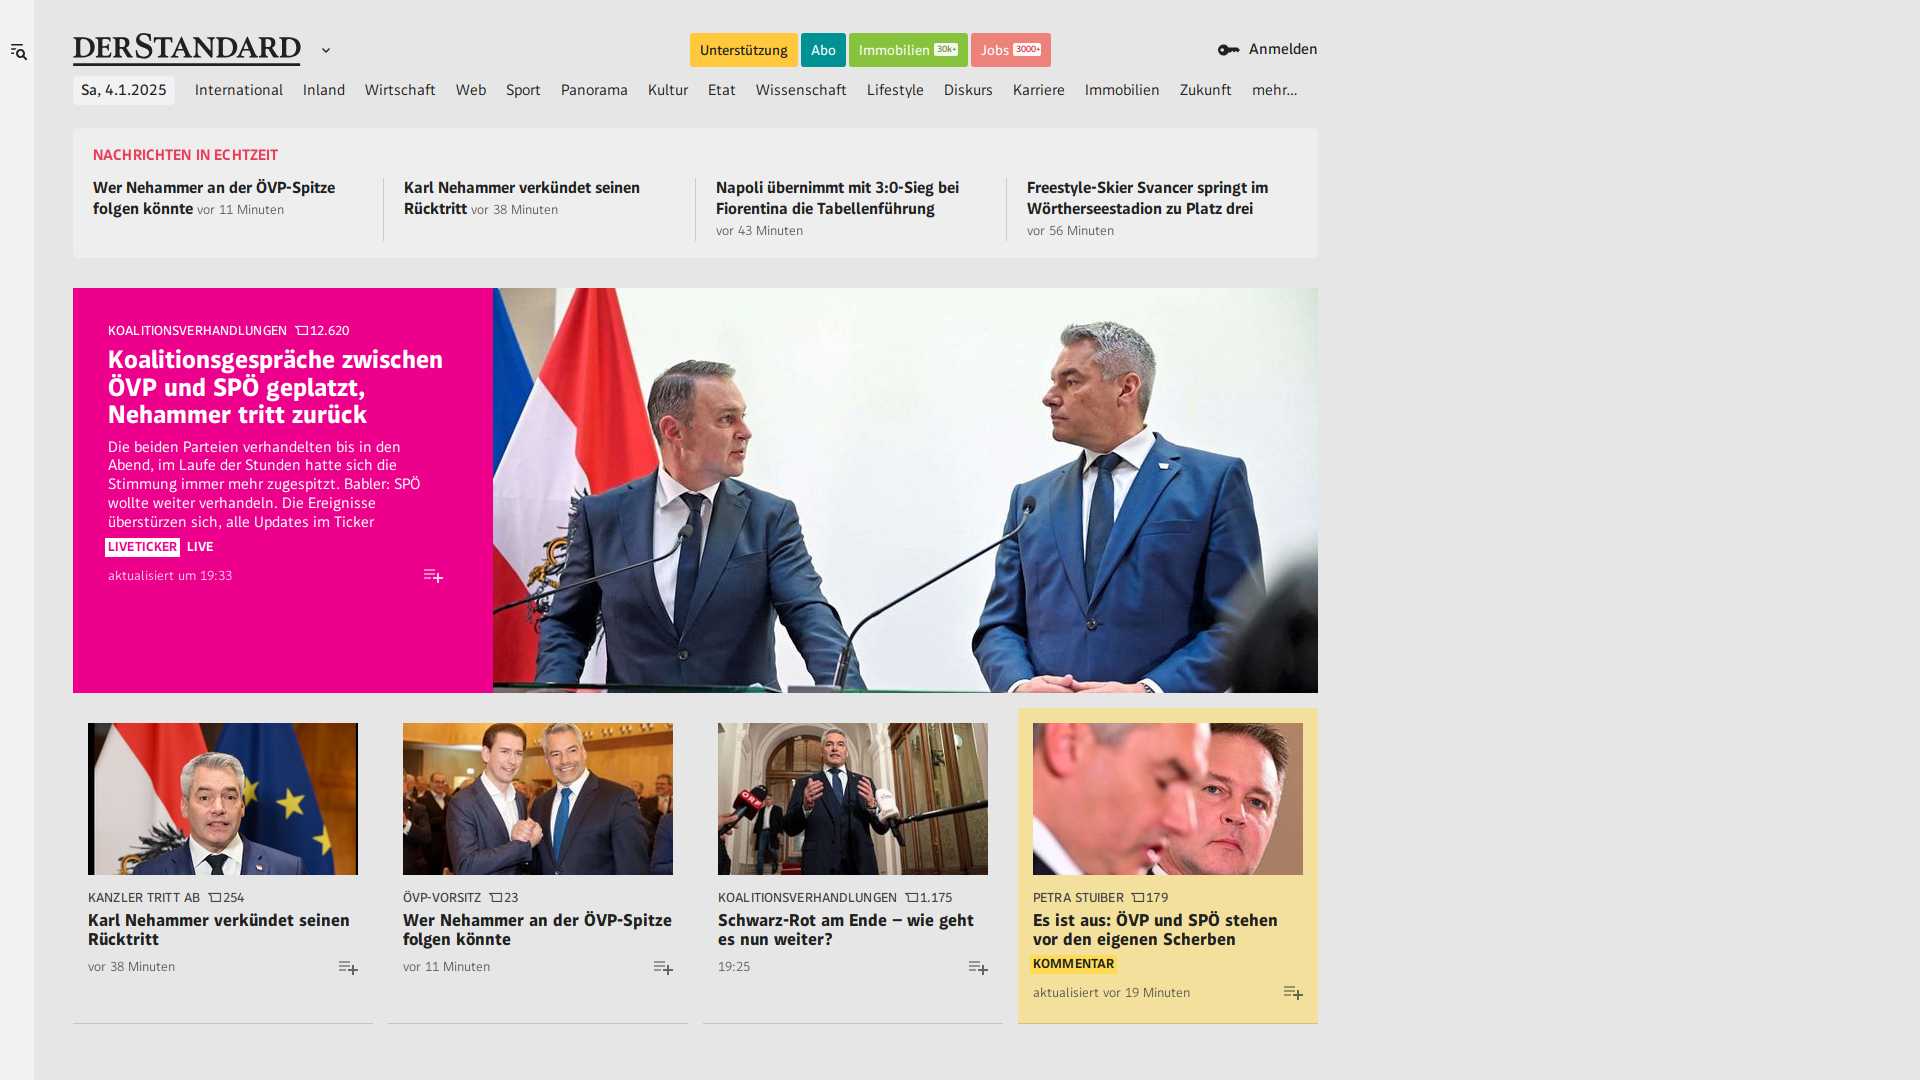 DERSTANDARD
Unterstützung
Abo
Immobilien 30k+
Jobs 3000+
Anmelden
Sa, 4.1.2025
International
Inland
Wirtschaft
Web
Sport
Panorama
Kultur
Etat
Wissenschaft
Lifestyle
Diskurs
Karriere
Immobilien
Zukunft
mehr…
NACHRICHTEN IN ECHTZEIT
Wer Nehammer an der ÖVP-Spitze
folgen könnte vor 11 Minuten
Karl Nehammer verkündet seinen
Rücktritt vor 38 Minuten
Napoli übernimmt mit 3:0-Sieg bei
Fiorentina die Tabellenführung
vor 43 Minuten
Freestyle-Skier Svancer springt im
Wörtherseestadion zu Platz drei
vor 56 Minuten
KOALITIONSVERHANDLUNGEN 12.620
Koalitionsgespräche zwischen
ÖVP und SPÖ geplatzt,
Nehammer tritt zurück
Die beiden Parteien verhandelten bis in den
Abend, im Laufe der Stunden hatte sich die
Stimmung immer mehr zugespitzt. Babler: SPÖ
wollte weiter verhandeln. Die Ereignisse
überstürzen sich, alle Updates im Ticker
LIVETICKER LIVE
aktualisiert um 19:33
KANZLER TRITT AB 254
Karl Nehammer verkündet seinen
Rücktritt
vor 38 Minuten
ÖVP-VORSITZ 23
Wer Nehammer an der ÖVP-Spitze
folgen könnte
vor 11 Minuten
ORF
KOALITIONSVERHANDLUNGEN 1.175
Schwarz-Rot am Ende – wie geht
es nun weiter?
19:25
PETRA STUIBER 179
Es ist aus: ÖVP und SPÖ stehen
vor den eigenen Scherben
KOMMENTAR
aktualisiert vor 19 Minuten